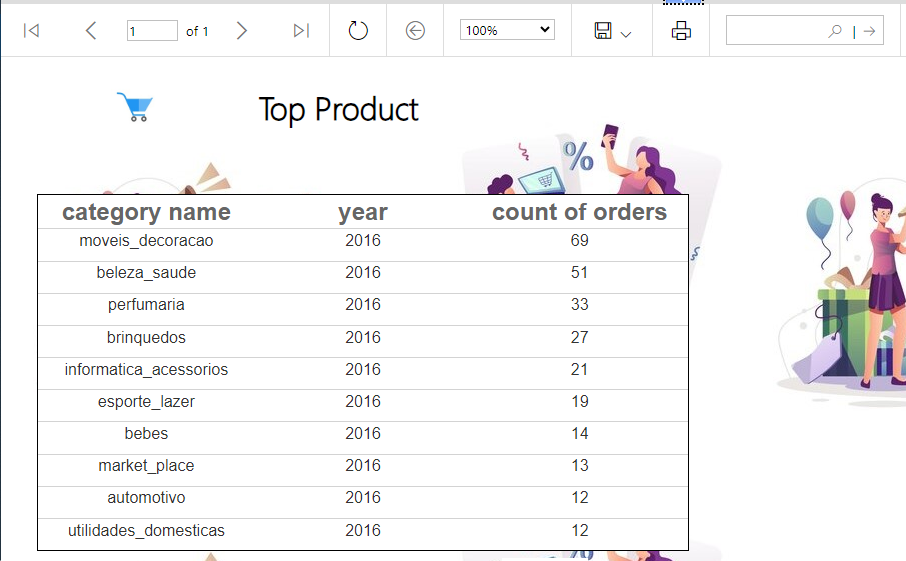 1 of 1 100%
Top Product
%
category name year count of orders
moveis_decoracao 2016 69
beleza_saude 2016 51
perfumaria 2016 33
brinquedos 2016 27
informatica_acessorios 2016 21
esporte_lazer 2016 19
bebes 2016 14
market_place 2016 13
automotivo 2016 12
utilidades_domesticas 2016 12